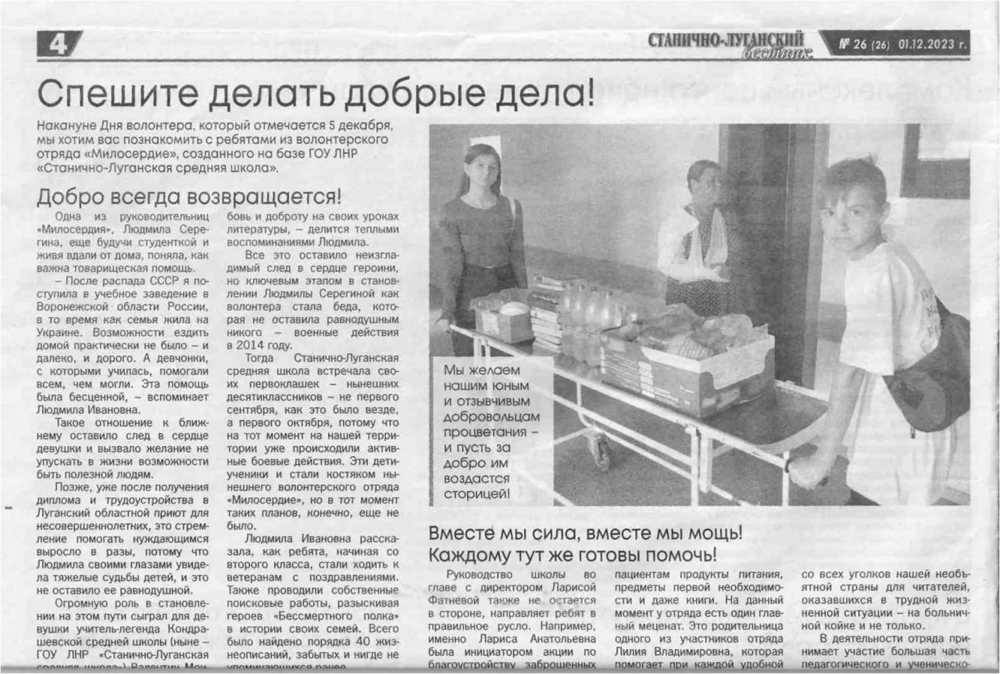 4
СТАНИЧНО-ЛУГАНСКИЙ
вестник
№ 26 (26) 01.12.2023 г.
Спешите делать добрые дела!
Накануне Дня волонтера, который отмечается 5 декабря,
мы хотим вас познакомить с ребятами из волонтерского
отряда «Милосердие», созданного на базе ГОУ ЛНР
«Станично-Луганская средняя школа».
Добро всегда возвращается!
Одна из руководительниц
«Милосердия», Людмила Сере-
гина, еще будучи студенткой и
живя вдали от дома, поняла, как
важна товарищеская помощь.
– После распада СССР я по-
ступила в учебное заведение в
Воронежской области России,
в то время как семья жила на
Украине. Возможности ездить
домой практически не было – и
далеко, и дорого. А девчонки,
с которыми училась, помогали
всем, чем могли. Эта помощь
была бесценной, – вспоминает
Людмила Ивановна.
Такое отношение к ближ-
нему оставило след в сердце
девушки и вызвало желание не
упускать в жизни возможности
быть полезной людям.
Позже, уже после получения
диплома и трудоустройства в
Луганский областной приют для
несовершеннолетних, это стрем-
ление помогать нуждающимся
выросло в разы, потому что
Людмила своими глазами увиде-
ла тяжелые судьбы детей, и это
не оставило ее равнодушной.
Огромную роль в становле-
нии на этом пути сыграл для де-
вушки учитель-легенда Кондра-
шевской средней школы (ныне –
ГОУ ЛНР «Станично-Луганская
средняя школа») Валентин Мои-
бовь и доброту на своих уроках
литературы, – делится теплыми
воспоминаниями Людмила.
Все это оставило неизгла-
димый след в сердце героини,
но ключевым этапом в станов-
лении Людмилы Серегиной как
волонтера стала беда, кото-
рая не оставила равнодушным
никого – военные действия
в 2014 году.
Тогда Станично-Луганская
средняя школа встречала сво-
их первоклашек – нынешних
десятиклассников – не первого
сентября, как это было везде,
а первого октября, потому что
на тот момент на нашей терри-
тории уже происходили актив-
ные боевые действия. Эти дети-
ученики и стали костяком ны-
нешнего волонтерского отряда
«Милосердие», но в тот момент
таких планов, конечно, еще не
было.
Людмила Ивановна расска-
зала, как ребята, начиная со
второго класса, стали ходить к
ветеранам с поздравлениями.
Также проводили собственные
поисковые работы, разыскивая
героев «Бессмертного полка»
в истории своих семей. Всего
было найдено порядка 40 жиз-
неописаний, забытых и нигде не
упоминающихся ранее.
Мы желаем
нашим юным
и отзывчивым
добровольцам
процветания –
и пусть за
добро им
воздастся
сторицей!
Вместе мы сила, вместе мы мощь!
Каждому тут же готовы помочь!
Руководство школы во
главе с директором Ларисой
Фатневой также не остается
в стороне, направляет ребят в
правильное русло. Например,
именно Лариса Анатольевна
была инициатором акции по
благоустройству заброшенных
пациентам продукты питания,
предметы первой необходимо-
сти и даже книги. На данный
момент у отряда есть один глав-
ный меценат. Это родительница
одного из участников отряда
Лилия Владимировна, которая
помогает при каждой удобной
со всех уголков нашей необъ-
ятной страны для читателей,
оказавшихся в трудной жиз-
ненной ситуации – на больнич-
ной койке и не только.
В деятельности отряда при-
нимает участие большая часть
педагогического и ученическо-